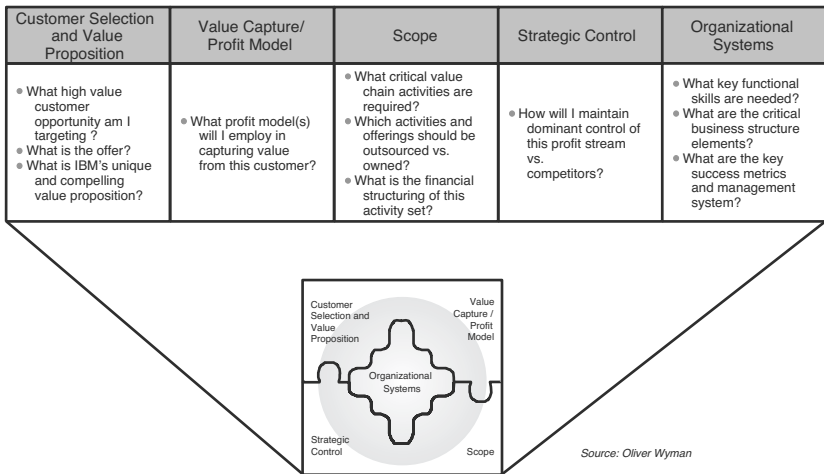 Customer Selection
and Value
Proposition
Value Capture/
Profit Model
Scope
Strategic Control
Organizational
Systems
What high value
customer
opportunity am I
targeting ?
What is the offer?
What is IBM's unique
and compelling
value proposition?
What profit model(s)
will I employ in
capturing value
from this customer?
What critical value
chain activities are
required?
Which activities and
offerings should be
outsourced vs.
owned?
What is the financial
structuring of this
activity set?
How will I maintain
dominant control of
this profit stream
vs.
competitors?
What key functional
skills are needed?
What are the critical
business structure
elements?
What are the key
success metrics
and management
system?
Customer
Selection and
Value
Proposition
Value
Capture /
Profit
Model
Organizational
Systems
Strategic
Control
Scope
Source: Oliver Wyman